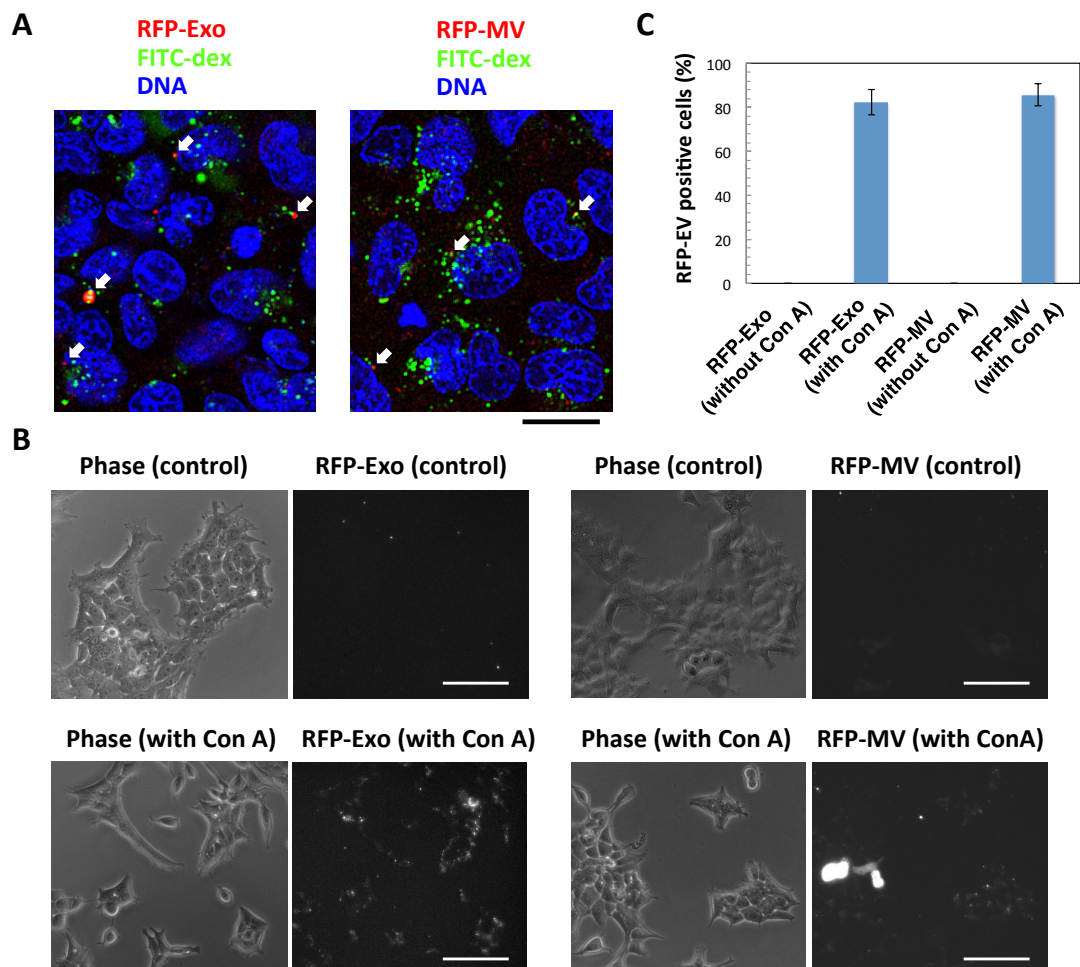 A
RFP-Exo
FITC-dex
DNA
RFP-MV
FITC-dex
DNA
C
RFP-EV positive cells (%)
100
80
60
40
20
0
RFP-Exo
(without Con A)
RFP-Exo
(with Con A)
RFP-MV
(without Con A)
RFP-MV
(with Con A)
B
Phase (control)
RFP-Exo (control)
Phase (control)
RFP-MV (control)
Phase (with Con A)
RFP-Exo (with Con A)
Phase (with Con A)
RFP-MV (with ConA)